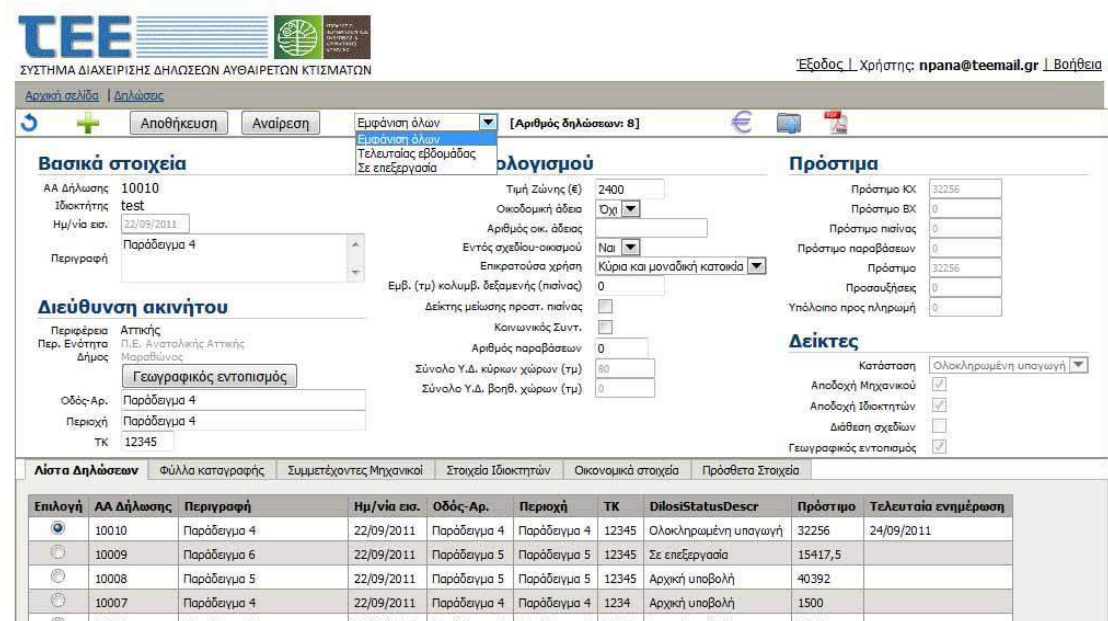 TEE
ΣΥΣΤΗΜΑ ΔΙΑΧΕΙΡΙΣΗΣ ΔΗΛΩΣΕΩΝ ΑΥΘΑΙΡΕΤΩΝ ΚΤΙΣΜΑΤΩΝ
Έξοδος | Χρήστης: npana@teemail.gr | Βοήθεια
Αρχική σελίδα | Δηλώσεις
Αποθήκευση Αναίρεση Εμφάνιση όλων [Αριθμός δηλώσεων: 8]
Εμφάνιση όλων
Τελευταίας εβδομάδας
Σε επεξεργασία
Βασικά στοιχεία
ΑΑ Δήλωσης 10010
Ιδιοκτήτης test
Ημ/νία εισ. 22/09/2011
Περιγραφή Παράδειγμα 4
Διεύθυνση ακινήτου
Περιφέρεια Αττικής
Περ. Ενότητα Π.Ε. Ανατολικής Αττικής
Δήμος Μαραθώνος
Γεωγραφικός εντοπισμός
Οδός-Αρ. Παράδειγμα 4
Περιοχή Παράδειγμα 4
ΤΚ 12345
ολογισμού
Τιμή Ζώνης (€) 2400
Οικοδομική άδεια Όχι
Αριθμός οικ. άδειας
Εντός σχεδίου-οικισμού Ναι
Επικρατούσα χρήση Κύρια και μοναδική κατοικία
Εμβ. (τμ) κολυμβ. δεξαμενής (πισίνας) 0
Δείκτης μείωσης προστ. πισίνας
Κοινωνικός Συντ.
Αριθμός παραβάσεων 0
Σύνολο Υ.Δ. κύριων χώρων (τμ) 80
Σύνολο Υ.Δ. βοηθ. χώρων (τμ) 0
Πρόστιμα
Πρόστιμο ΚΧ 32256
Πρόστιμο ΒΧ 0
Πρόστιμο πισίνας 0
Πρόστιμο παραβάσεων 0
Πρόστιμο 32256
Προσαυξήσεις 0
Υπόλοιπο προς πληρωμή 0
Δείκτες
Κατάσταση Ολοκληρωμένη υπαγωγή
Αποδοχή Μηχανικού
Αποδοχή Ιδιοκτητών
Διάθεση σχεδίων
Γεωγραφικός εντοπισμός
Λίστα Δηλώσεων Φύλλα καταγραφής Συμμετέχοντες Μηχανικοί Στοιχεία Ιδιοκτητών Οικονομικά στοιχεία Πρόσθετα Στοιχεία
Επιλογή ΑΑ Δήλωσης Περιγραφή Ημ/νία εισ. Οδός-Αρ. Περιοχή ΤΚ DilosiStatusDescr Πρόστιμο Τελευταία ενημέρωση
10010 Παράδειγμα 4 22/09/2011 Παράδειγμα 4 Παράδειγμα 4 12345 Ολοκληρωμένη υπαγωγή 32256 24/09/2011
10009 Παράδειγμα 6 22/09/2011 Παράδειγμα 5 Παράδειγμα 5 12345 Σε επεξεργασία 15417,5
10008 Παράδειγμα 5 22/09/2011 Παράδειγμα 5 Παράδειγμα 5 12345 Αρχική υποβολή 40392
10007 Παράδειγμα 4 22/09/2011 Παράδειγμα 4 Παράδειγμα 4 1234 Αρχική υποβολή 1500